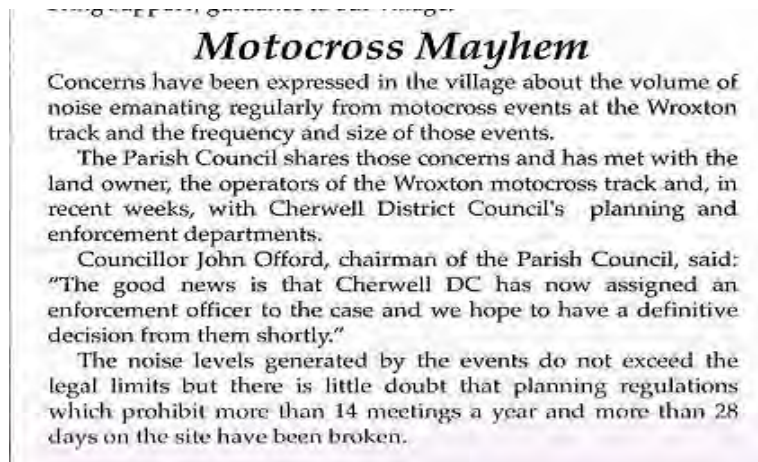 Motocross Mayhem
Concerns have been expressed in the village about the volume of
noise emanating regularly from motocross events at the Wroxton
track and the frequency and size of those events.
The Parish Council shares those concerns and has met with the
land owner, the operators of the Wroxton motocross track and, in
recent weeks, with Cherwell District Council's planning and
enforcement departments.
Councillor John Offord, chairman of the Parish Council, said:
"The good news is that Cherwell DC has now assigned an
enforcement officer to the case and we hope to have a definitive
decision from them shortly."
The noise levels generated by the events do not exceed the
legal limits but there is little doubt that planning regulations
which prohibit more than 14 meetings a year and more than 28
days on the site have been broken.